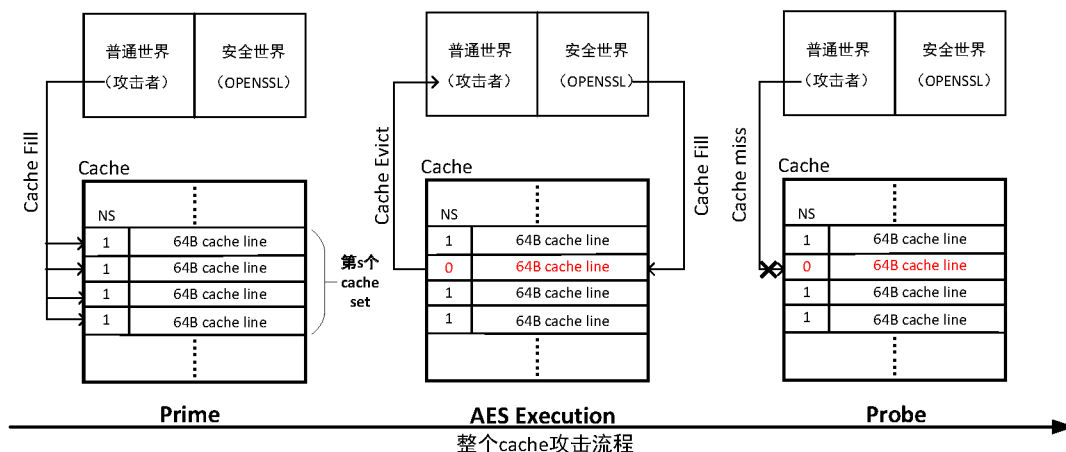 普通世界
（攻击者）
安全世界
（OPENSSL）
Cache Fill
Cache
NS
1 64B cache line
1 64B cache line
1 64B cache line
1 64B cache line
第s个
cache
set
Prime
普通世界
（攻击者）
安全世界
（OPENSSL）
Cache Evict
Cache Fill
Cache
NS
1 64B cache line
0 64B cache line
1 64B cache line
1 64B cache line
AES Execution
普通世界
（攻击者）
安全世界
（OPENSSL）
Cache miss
Cache
NS
1 64B cache line
0 64B cache line
1 64B cache line
1 64B cache line
Probe
整个cache攻击流程